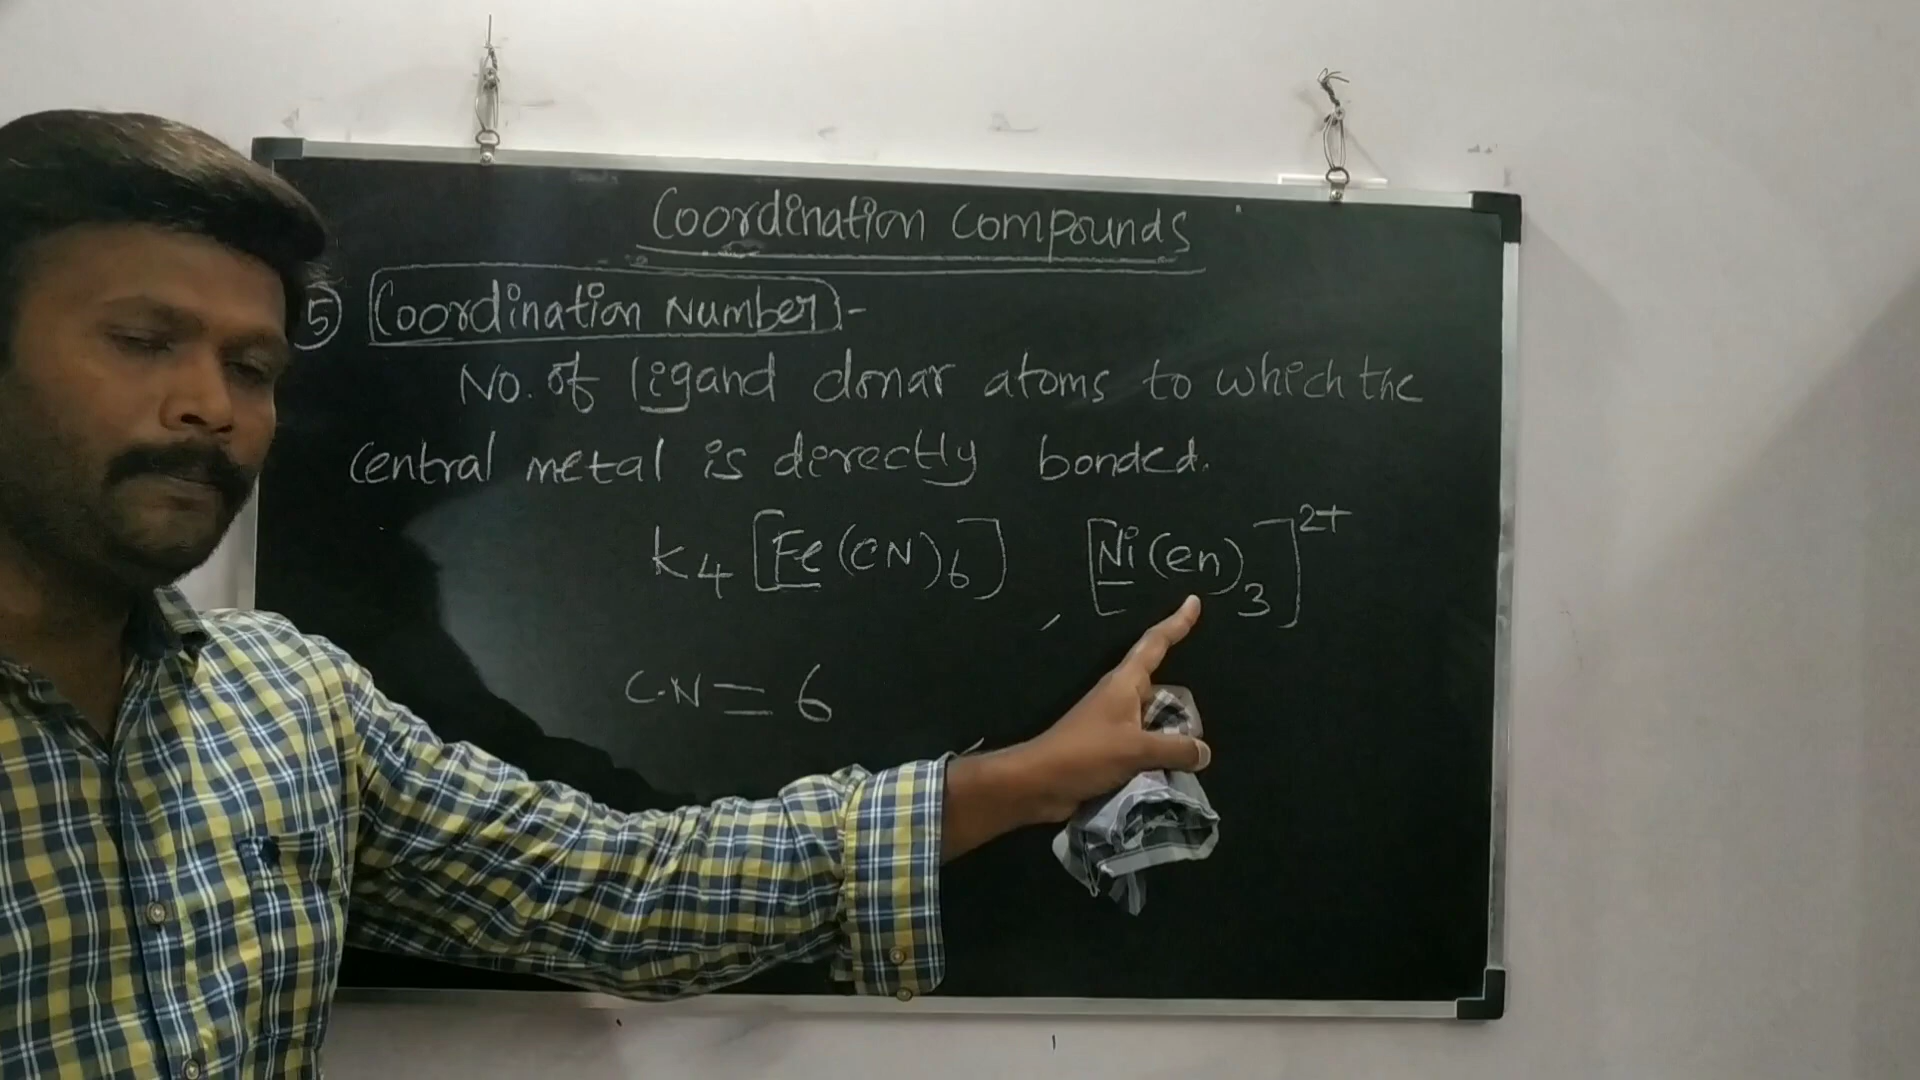 Coordination Compounds
5 Coordination Number :-
No. of ligand donar atoms to which the
central metal is derectly bonded.
K4 [Fe(CN)6] , [Ni(en)3]2+
C.N = 6